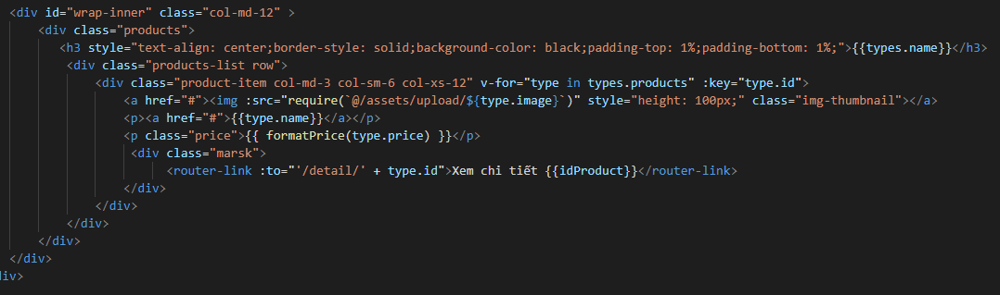 <div id="wrap-inner" class="col-md-12" >
<div class="products">
<h3 style="text-align: center;border-style: solid;background-color: black;padding-top: 1%;padding-bottom: 1%;">{{types.name}}</h3>
<div class="products-list row">
<div class="product-item col-md-3 col-sm-6 col-xs-12" v-for="type in types.products" :key="type.id">
<a href="#"><img :src="require(`@/assets/upload/${type.image}`)" style="height: 100px;" class="img-thumbnail"></a>
<p><a href="#">{{type.name}}</a></p>
<p class="price">{{ formatPrice(type.price) }}</p>
<div class="marsk">
<router-link :to="'/detail/' + type.id">Xem chi tiết {{idProduct}}</router-link>
</div>
</div>
</div>
</div>
</div>
div>